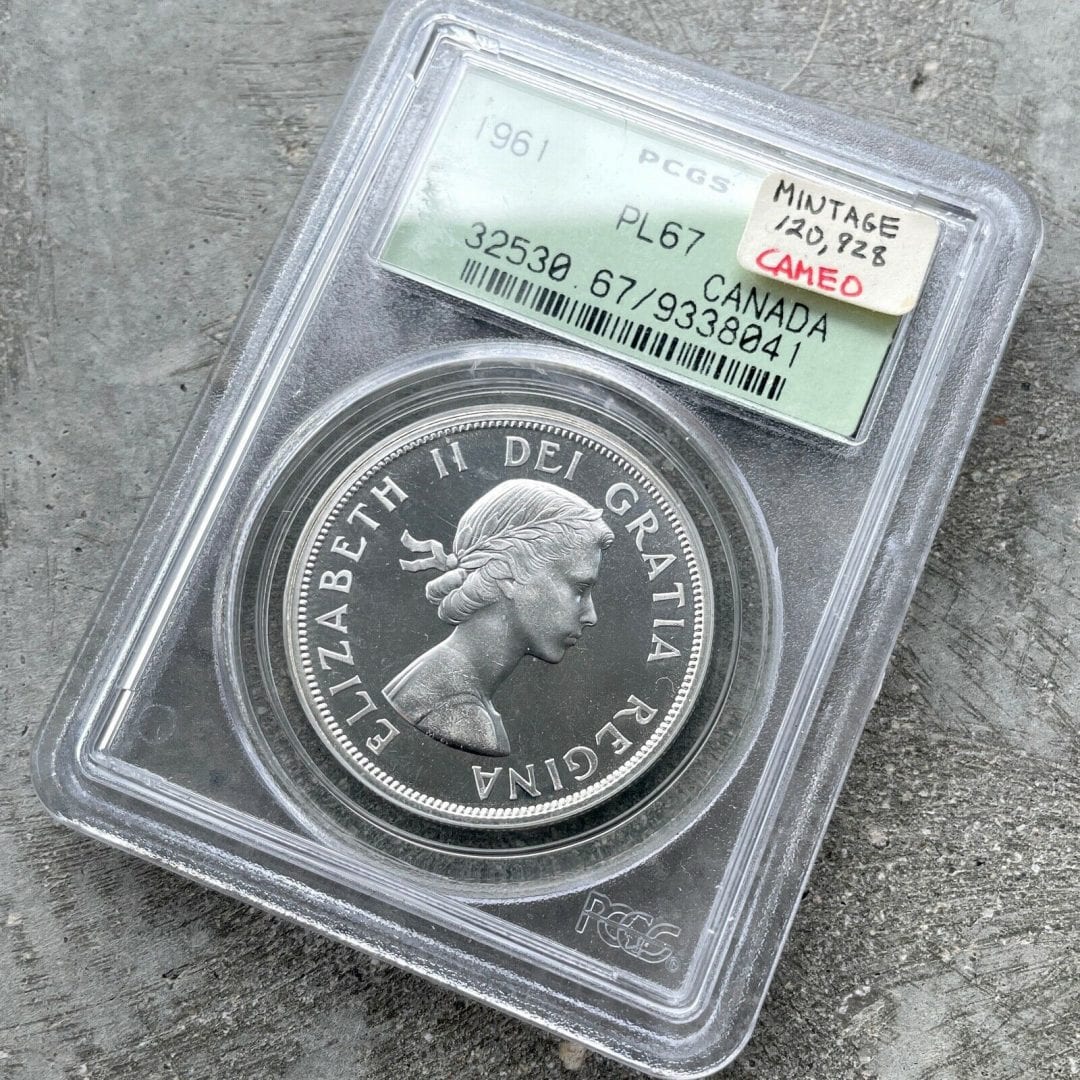 1961
PCGS
PL67
32530.67/9338041
CANADA
MINTAGE
120,928
CAMEO
ELIZABETH II DEI GRATIA REGINA
PCGS®